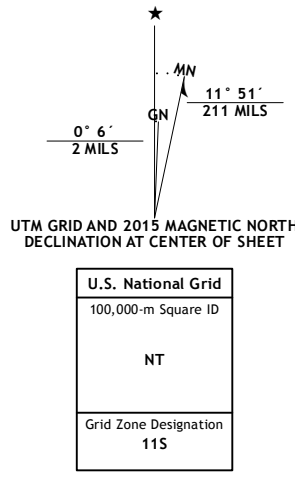 MN
11° 51´
211 MILS
GN
0° 6´
2 MILS
UTM GRID AND 2015 MAGNETIC NORTH
DECLINATION AT CENTER OF SHEET
U.S. National Grid
100,000-m Square ID
NT
Grid Zone Designation
11S